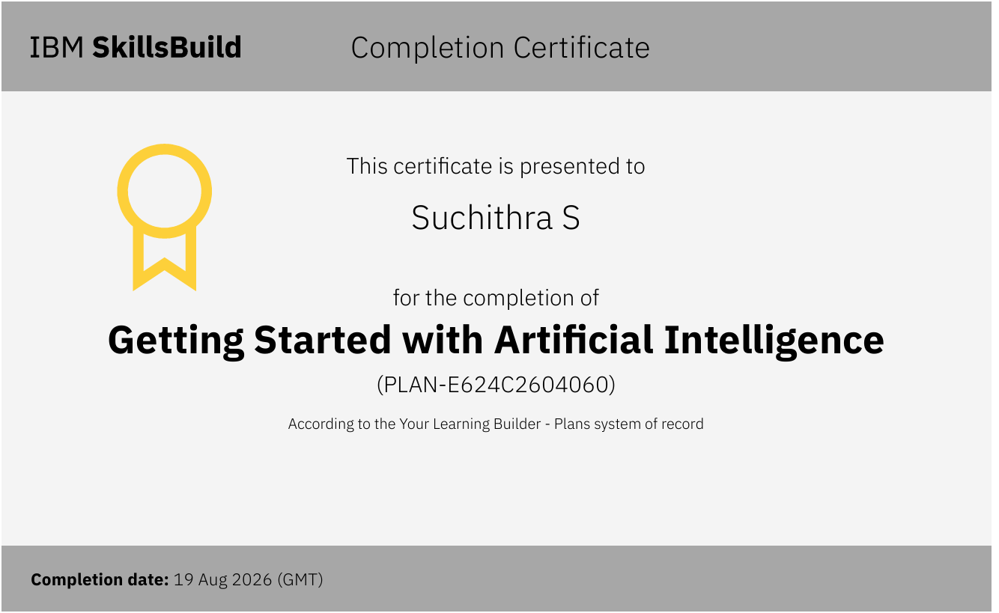 IBM SkillsBuild
Completion Certificate
This certificate is presented to
Suchithra S
for the completion of
Getting Started with Artificial Intelligence
(PLAN-E624C2604060)
According to the Your Learning Builder - Plans system of record
Completion date: 19 Aug 2026 (GMT)